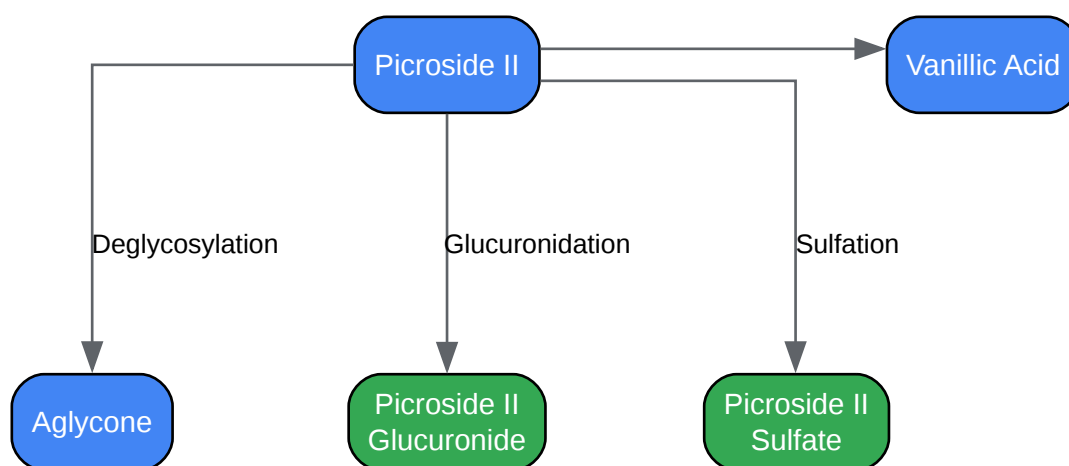 Picroside II
Vanillic Acid
Deglycosylation
Glucuronidation
Sulfation
Aglycone
Picroside II
Glucuronide
Picroside II
Sulfate